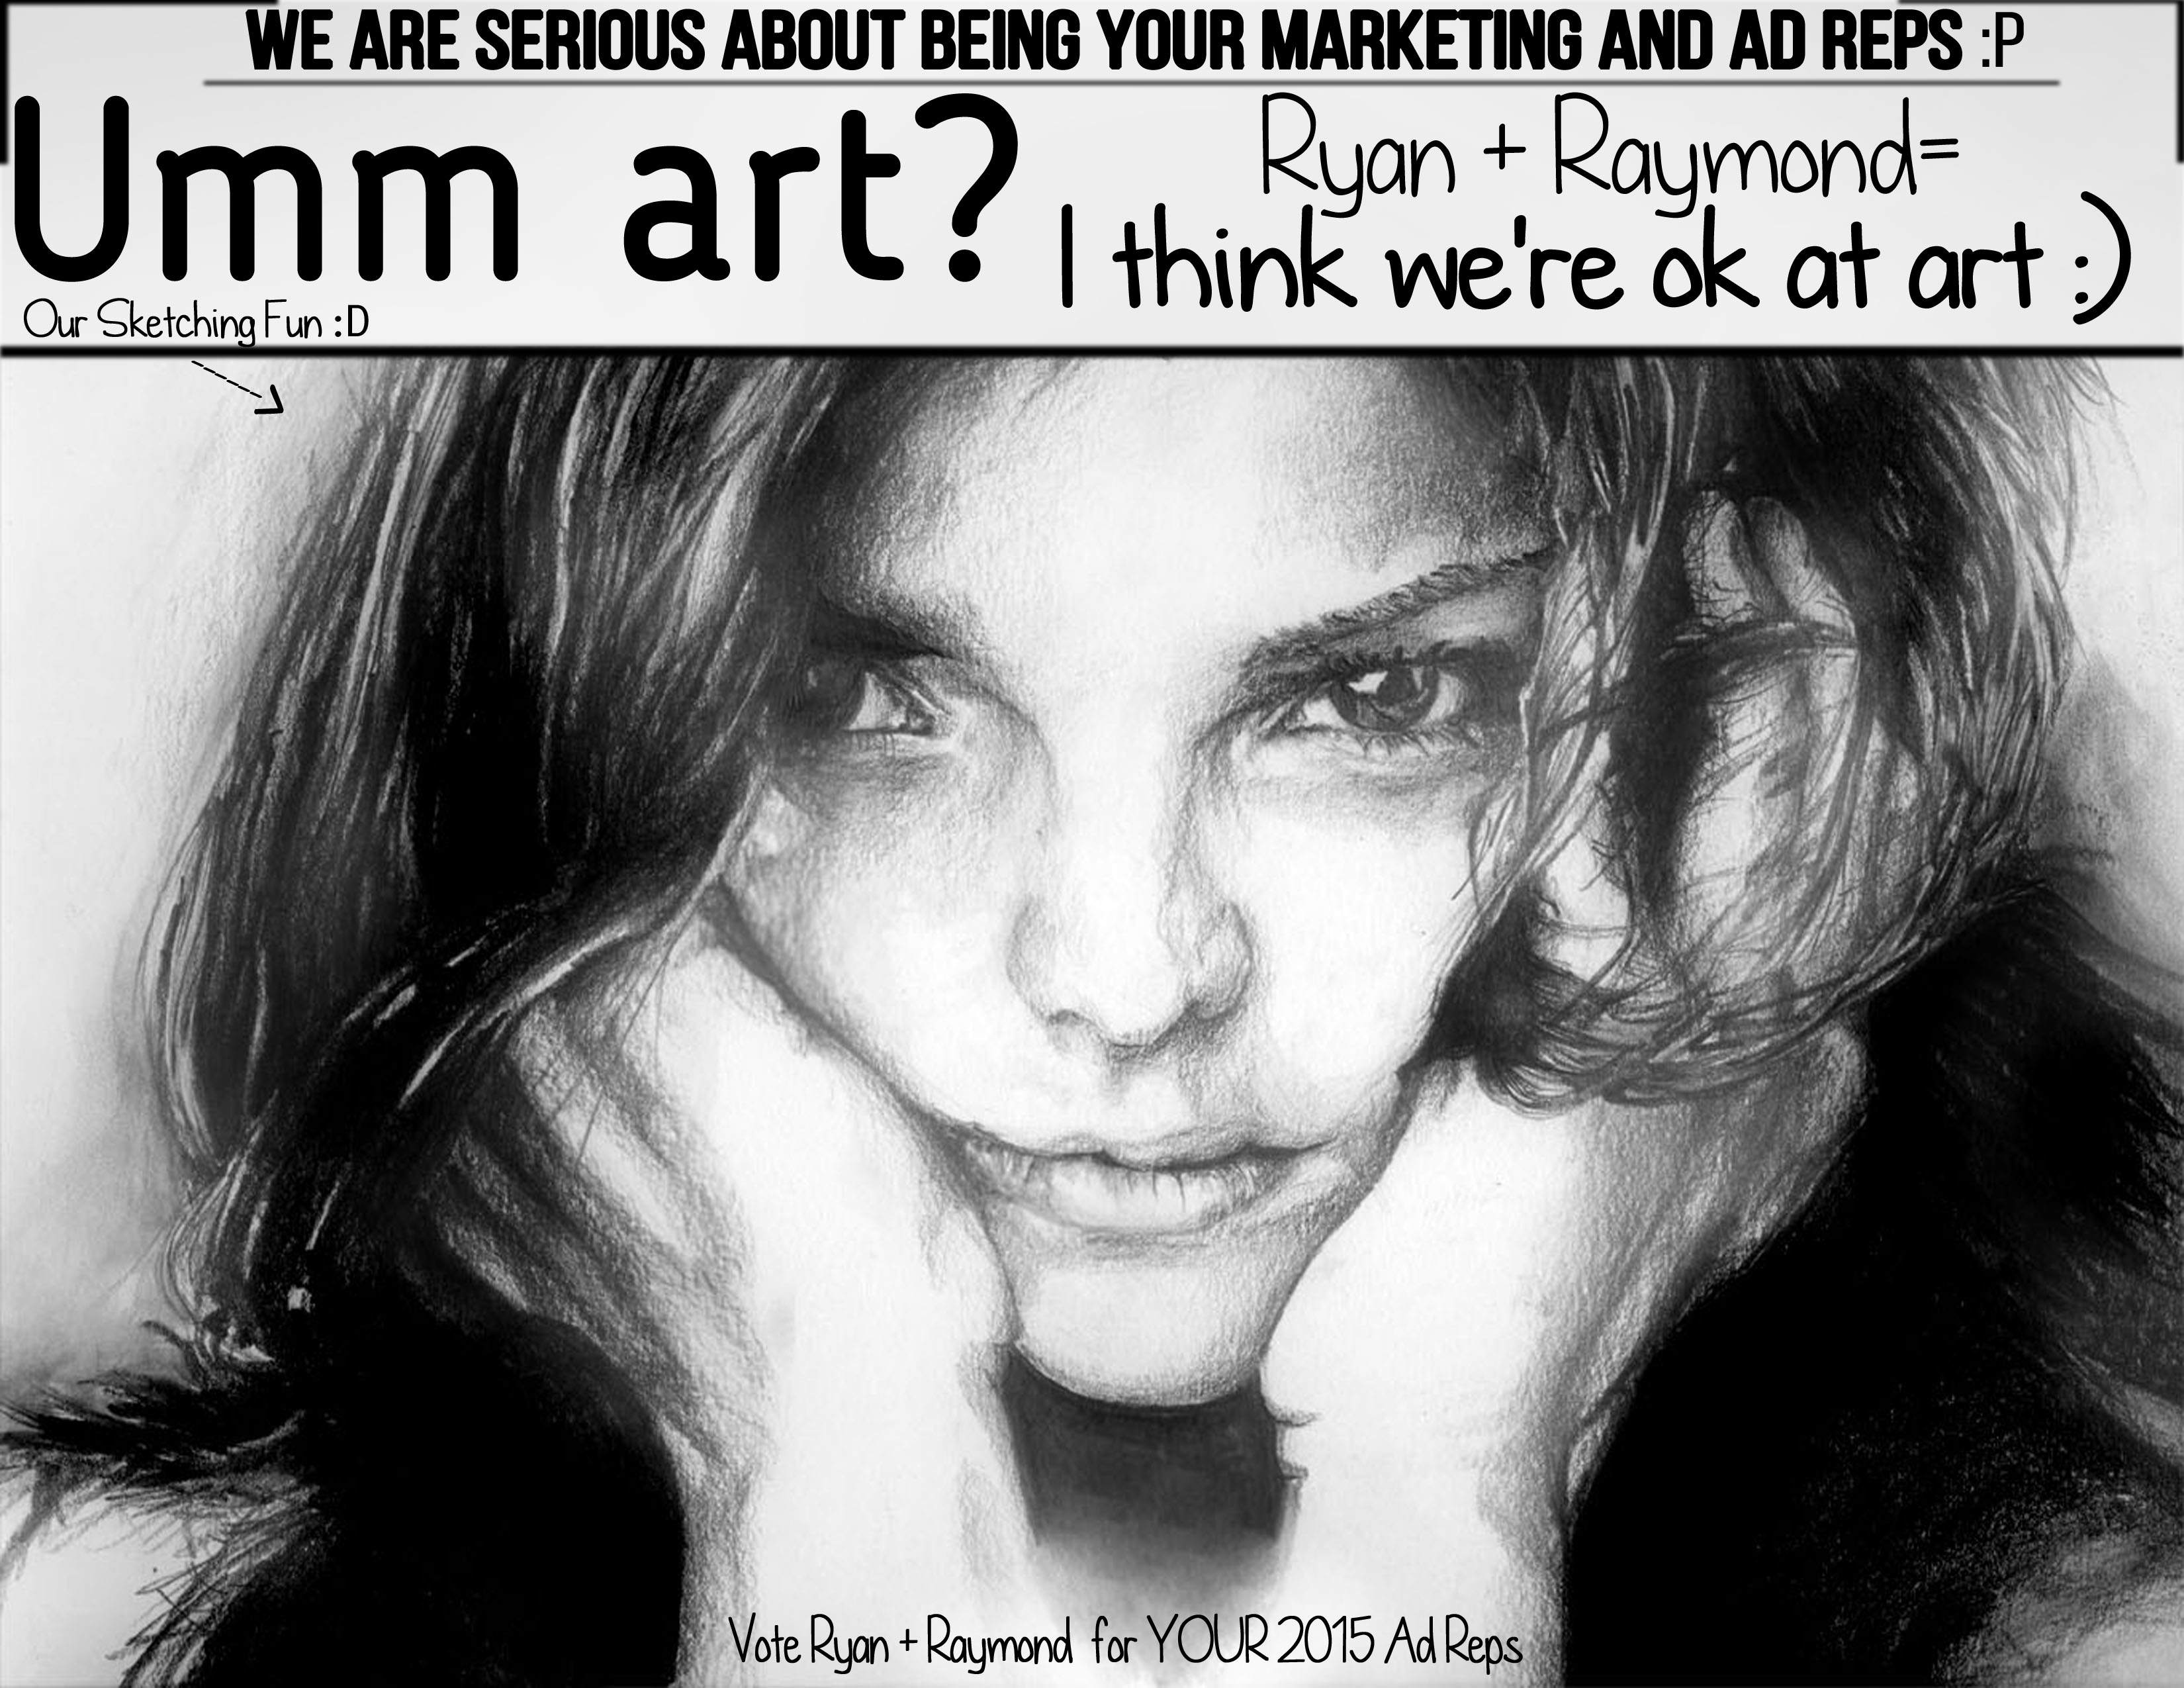 WE ARE SERIOUS ABOUT BEING YOUR MARKETING AND AD REPS :P
Umm art?
Ryan + Raymond=
I think we're ok at art :)
Our Sketching Fun :D
Vote Ryan + Raymond for YOUR 2015 Ad Reps